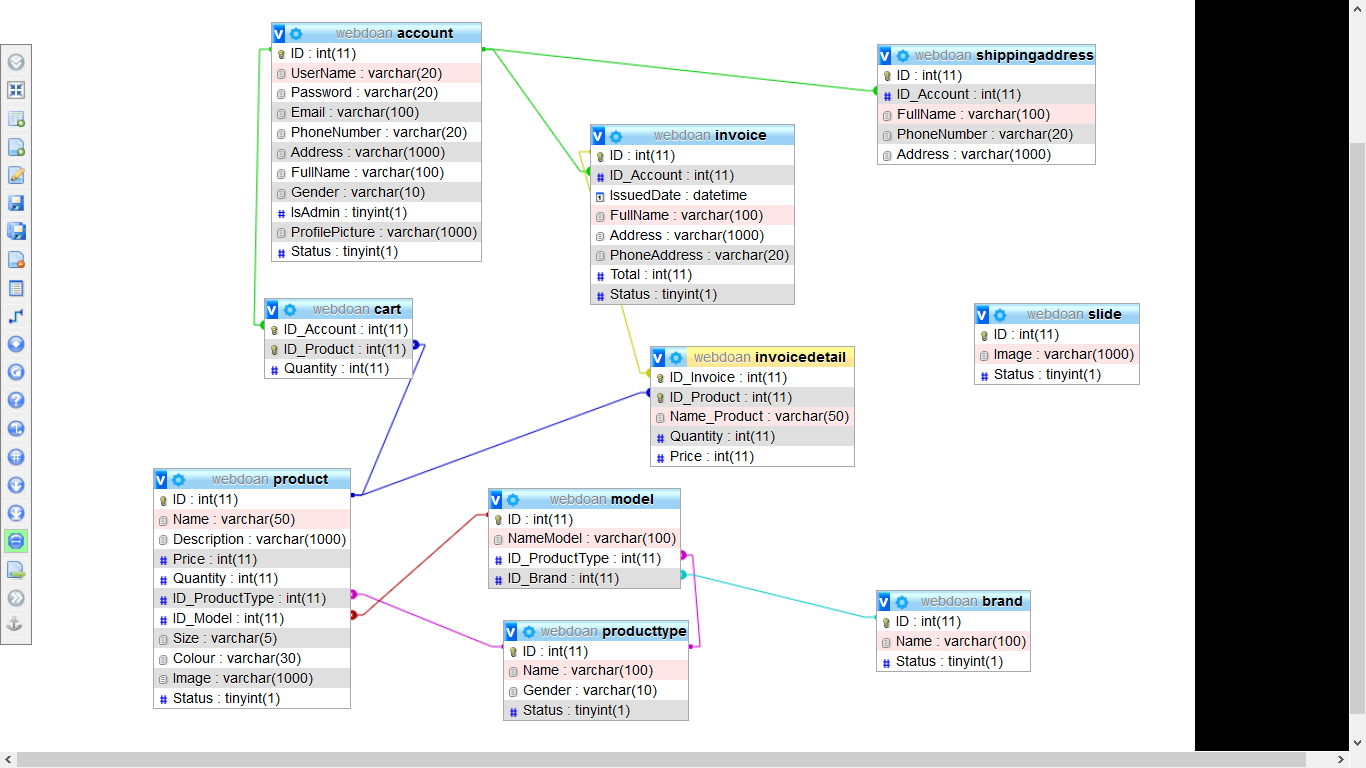 webdoan account
ID : int(11)
UserName : varchar(20)
Password : varchar(20)
Email : varchar(100)
PhoneNumber : varchar(20)
Address : varchar(1000)
FullName : varchar(100)
Gender : varchar(10)
IsAdmin : tinyint(1)
ProfilePicture : varchar(1000)
Status : tinyint(1)
webdoan shippingaddress
ID : int(11)
ID_Account : int(11)
FullName : varchar(100)
PhoneNumber : varchar(20)
Address : varchar(1000)
webdoan invoice
ID : int(11)
ID_Account : int(11)
IssuedDate : datetime
FullName : varchar(100)
Address : varchar(1000)
PhoneAddress : varchar(20)
Total : int(11)
Status : tinyint(1)
webdoan cart
ID_Account : int(11)
ID_Product : int(11)
Quantity : int(11)
webdoan slide
ID : int(11)
Image : varchar(1000)
Status : tinyint(1)
webdoan invoicedetail
ID_Invoice : int(11)
ID_Product : int(11)
Name_Product : varchar(50)
Quantity : int(11)
Price : int(11)
webdoan product
ID : int(11)
Name : varchar(50)
Description : varchar(1000)
Price : int(11)
Quantity : int(11)
ID_ProductType : int(11)
ID_Model : int(11)
Size : varchar(5)
Colour : varchar(30)
Image : varchar(1000)
Status : tinyint(1)
webdoan model
ID : int(11)
NameModel : varchar(100)
ID_ProductType : int(11)
ID_Brand : int(11)
webdoan producttype
ID : int(11)
Name : varchar(100)
Gender : varchar(10)
Status : tinyint(1)
webdoan brand
ID : int(11)
Name : varchar(100)
Status : tinyint(1)